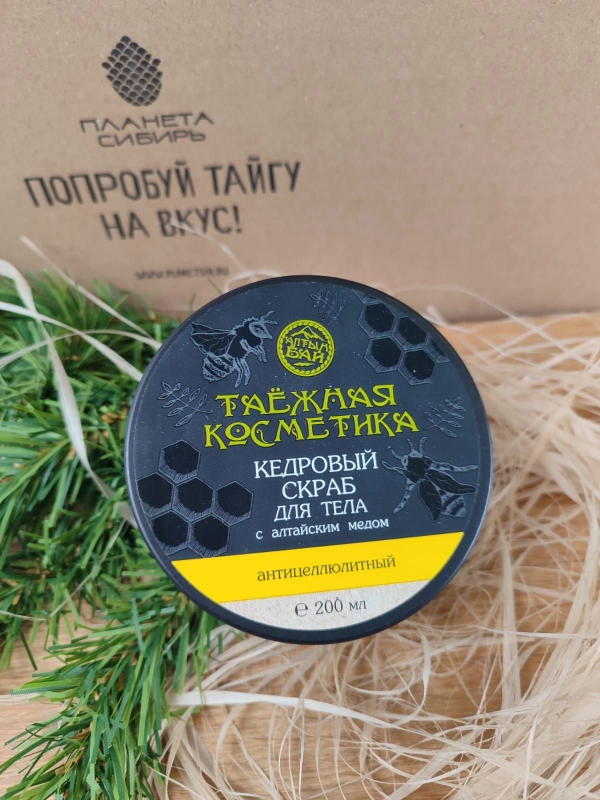 ПЛАНЕТА
СИБИРЬ
ПОПРОБУЙ ТАЙГУ
НА ВКУС!
АЛТЫН
БАЙ
ТАЁЖНАЯ
КОСМЕТИКА
КЕДРОВЫЙ
СКРАБ
ДЛЯ ТЕЛА
с алтайским медом
антицеллюлитный
℮ 200 мл